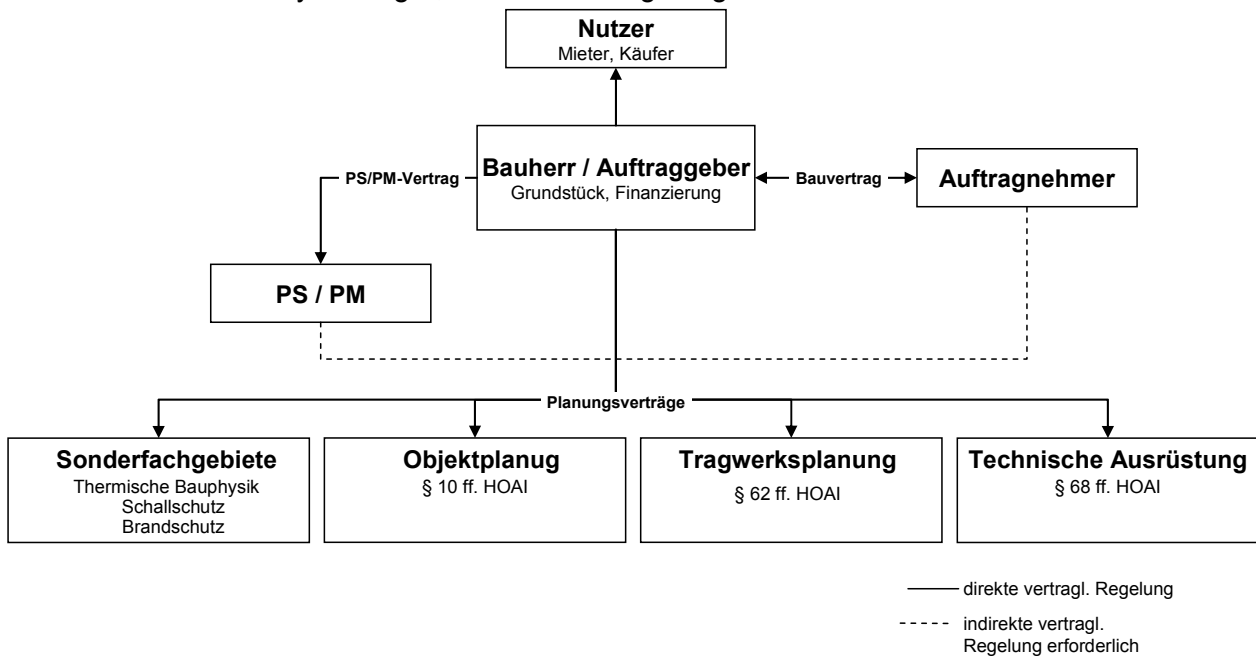 Nutzer
Mieter, Käufer
Bauherr / Auftraggeber
Grundstück, Finanzierung
PS/PM-Vertrag
Bauvertrag
Auftragnehmer
PS / PM
Planungsverträge
Sonderfachgebiete
Thermische Bauphysik
Schallschutz
Brandschutz
Objektplanug
§ 10 ff. HOAI
Tragwerksplanung
§ 62 ff. HOAI
Technische Ausrüstung
§ 68 ff. HOAI
direkte vertragl. Regelung
indirekte vertragl.
Regelung erforderlich